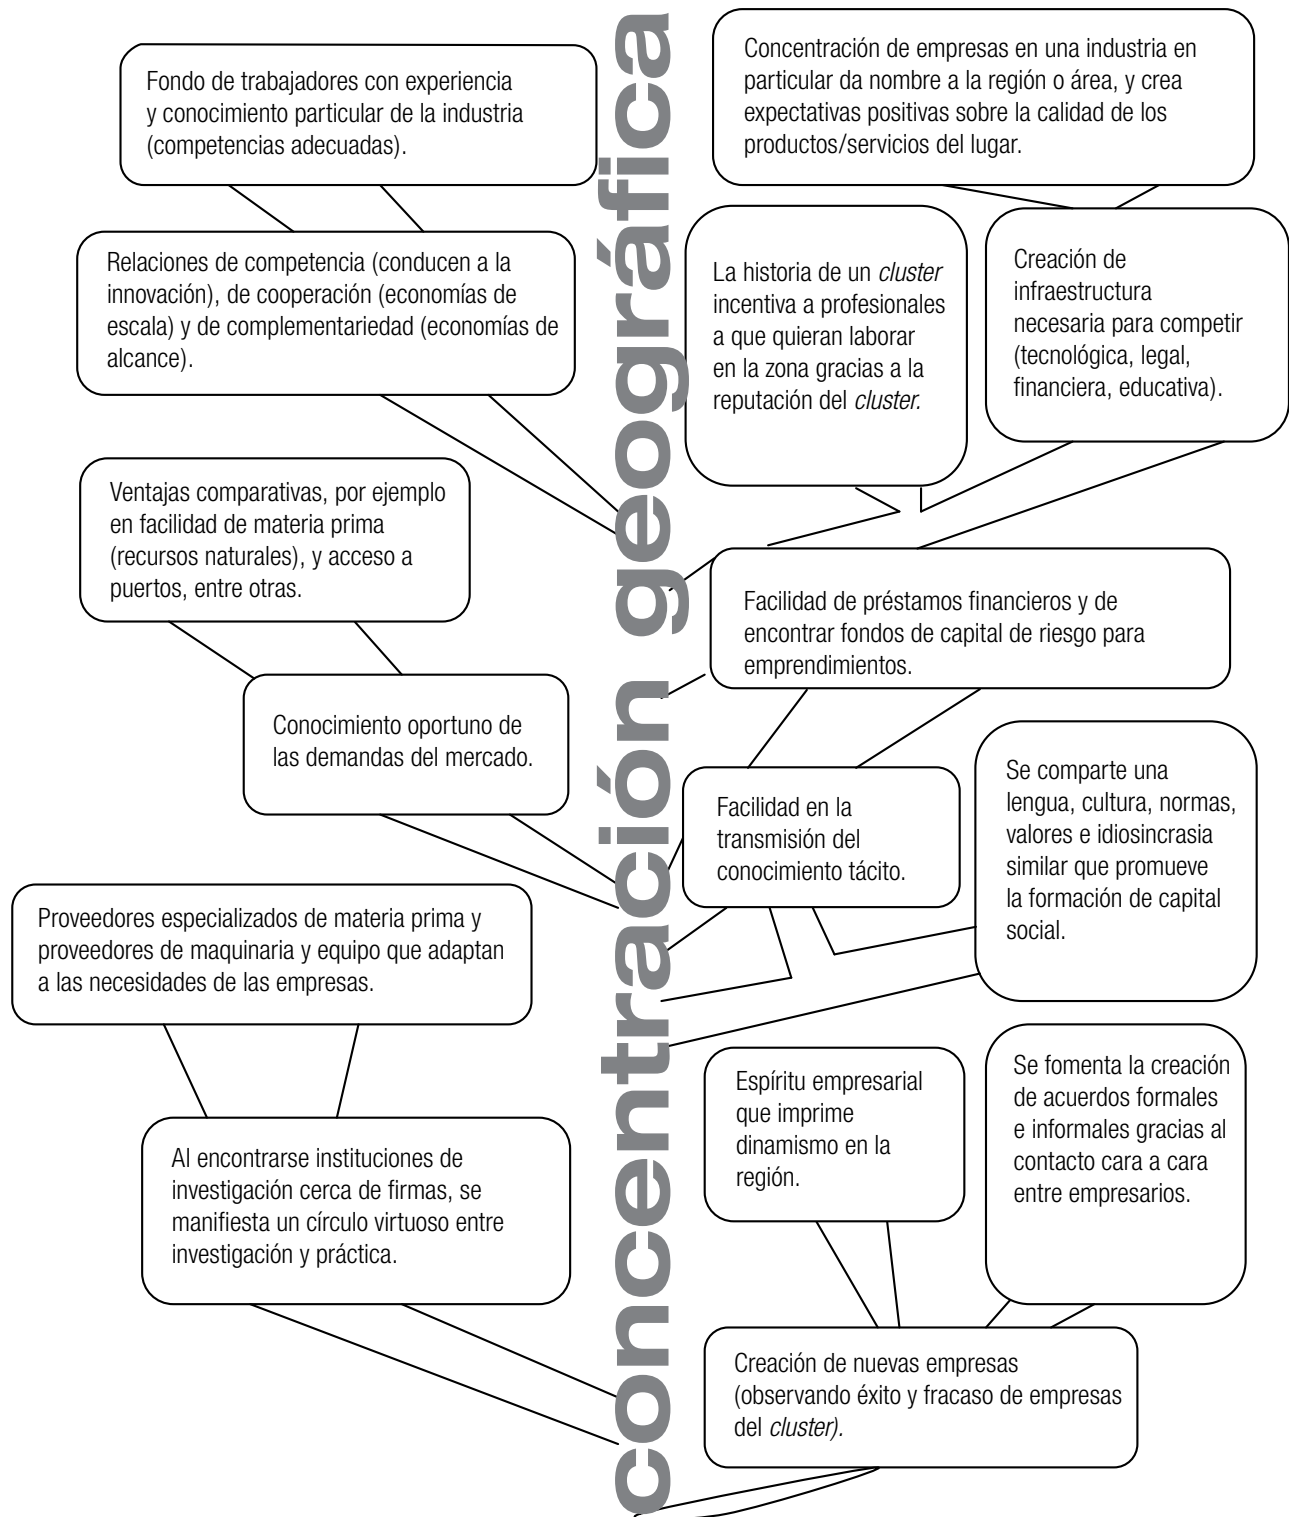 Fondo de trabajadores con experiencia
y conocimiento particular de la industria
(competencias adecuadas).
Relaciones de competencia (conducen a la
innovación), de cooperación (economías de
escala) y de complementariedad (economías de
alcance).
Ventajas comparativas, por ejemplo
en facilidad de materia prima
(recursos naturales), y acceso a
puertos, entre otras.
Conocimiento oportuno de
las demandas del mercado.
Proveedores especializados de materia prima y
proveedores de maquinaria y equipo que adaptan
a las necesidades de las empresas.
Al encontrarse instituciones de
investigación cerca de firmas, se
manifiesta un círculo virtuoso entre
investigación y práctica.
concentración geográfica
Concentración de empresas en una industria en
particular da nombre a la región o área, y crea
expectativas positivas sobre la calidad de los
productos/servicios del lugar.
La historia de un cluster
incentiva a profesionales
a que quieran laborar
en la zona gracias a la
reputación del cluster.
Creación de
infraestructura
necesaria para competir
(tecnológica, legal,
financiera, educativa).
Facilidad de préstamos financieros y de
encontrar fondos de capital de riesgo para
emprendimientos.
Facilidad en la
transmisión del
conocimiento tácito.
Se comparte una
lengua, cultura, normas,
valores e idiosincrasia
similar que promueve
la formación de capital
social.
Espíritu empresarial
que imprime
dinamismo en la
región.
Se fomenta la creación
de acuerdos formales
e informales gracias al
contacto cara a cara
entre empresarios.
Creación de nuevas empresas
(observando éxito y fracaso de empresas
del cluster).